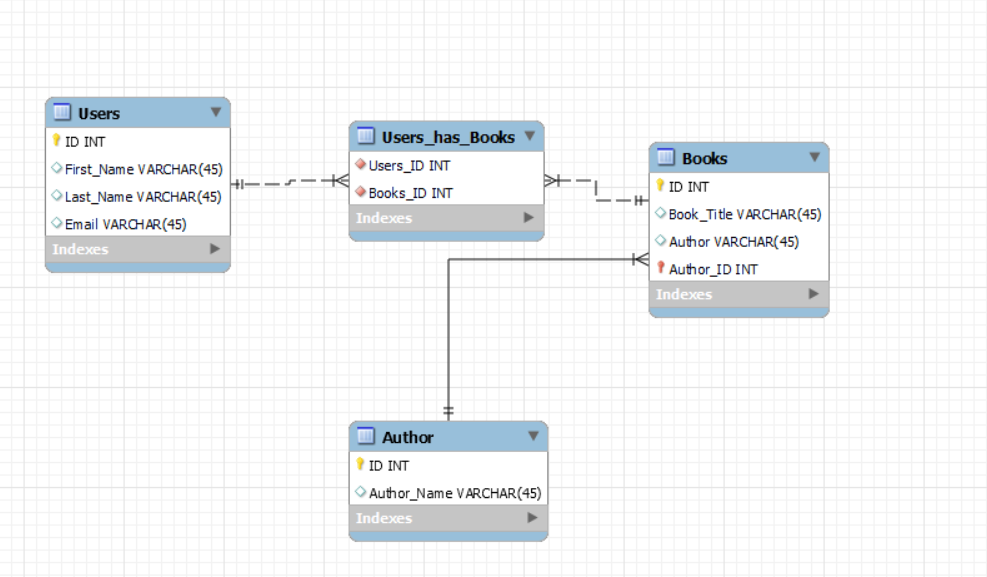 Users
ID INT
First_Name VARCHAR(45)
Last_Name VARCHAR(45)
Email VARCHAR(45)
Indexes
Users_has_Books
Users_ID INT
Books_ID INT
Indexes
Books
ID INT
Book_Title VARCHAR(45)
Author VARCHAR(45)
Author_ID INT
Indexes
Author
ID INT
Author_Name VARCHAR(45)
Indexes